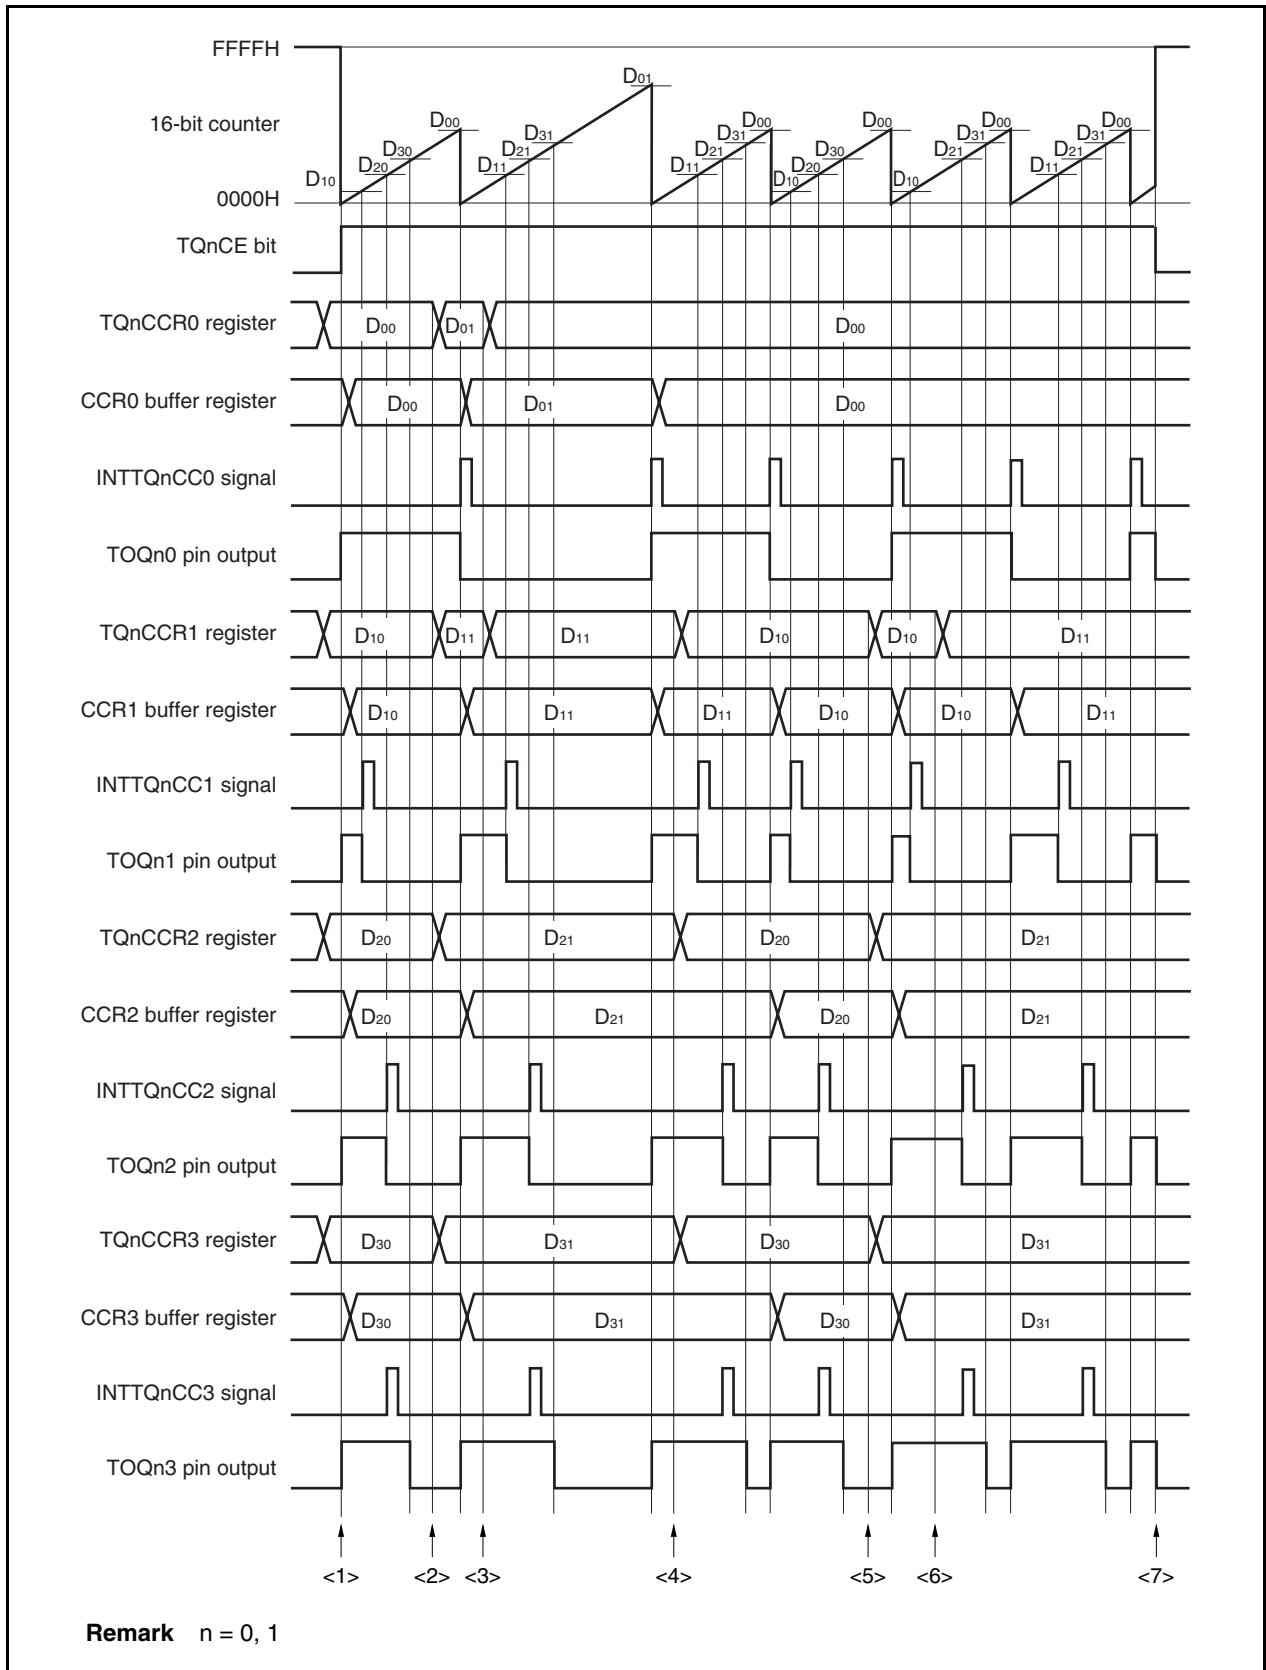 FFFFH
D01
16-bit counter
D00 D00 D00 D00 D00
D30 D31 D31 D30 D31 D31
D20 D21 D21 D20 D21 D21
D10 D11 D11 D10 D10 D11
0000H
TQnCE bit
TQnCCR0 register D00 D01 D00
CCR0 buffer register D00 D01 D00
INTTQnCC0 signal
TOQn0 pin output
TQnCCR1 register D10 D11 D11 D10 D10 D11
CCR1 buffer register D10 D11 D11 D10 D10 D11
INTTQnCC1 signal
TOQn1 pin output
TQnCCR2 register D20 D21 D20 D21
CCR2 buffer register D20 D21 D20 D21
INTTQnCC2 signal
TOQn2 pin output
TQnCCR3 register D30 D31 D30 D31
CCR3 buffer register D30 D31 D30 D31
INTTQnCC3 signal
TOQn3 pin output
<1> <2> <3> <4> <5> <6> <7>
Remark n = 0, 1